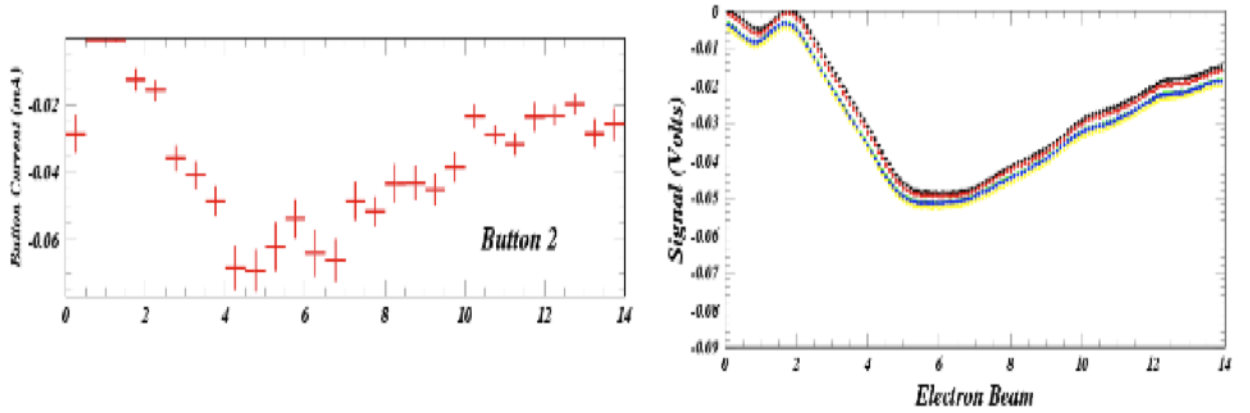 Button Current (mA)
-0.02
-0.04
-0.06
Button 2
0 2 4 6 8 10 12 14
Signal (Volts)
0
-0.01
-0.02
-0.03
-0.04
-0.05
-0.06
-0.07
-0.08
-0.09
0 2 4 6 8 10 12 14
Electron Beam